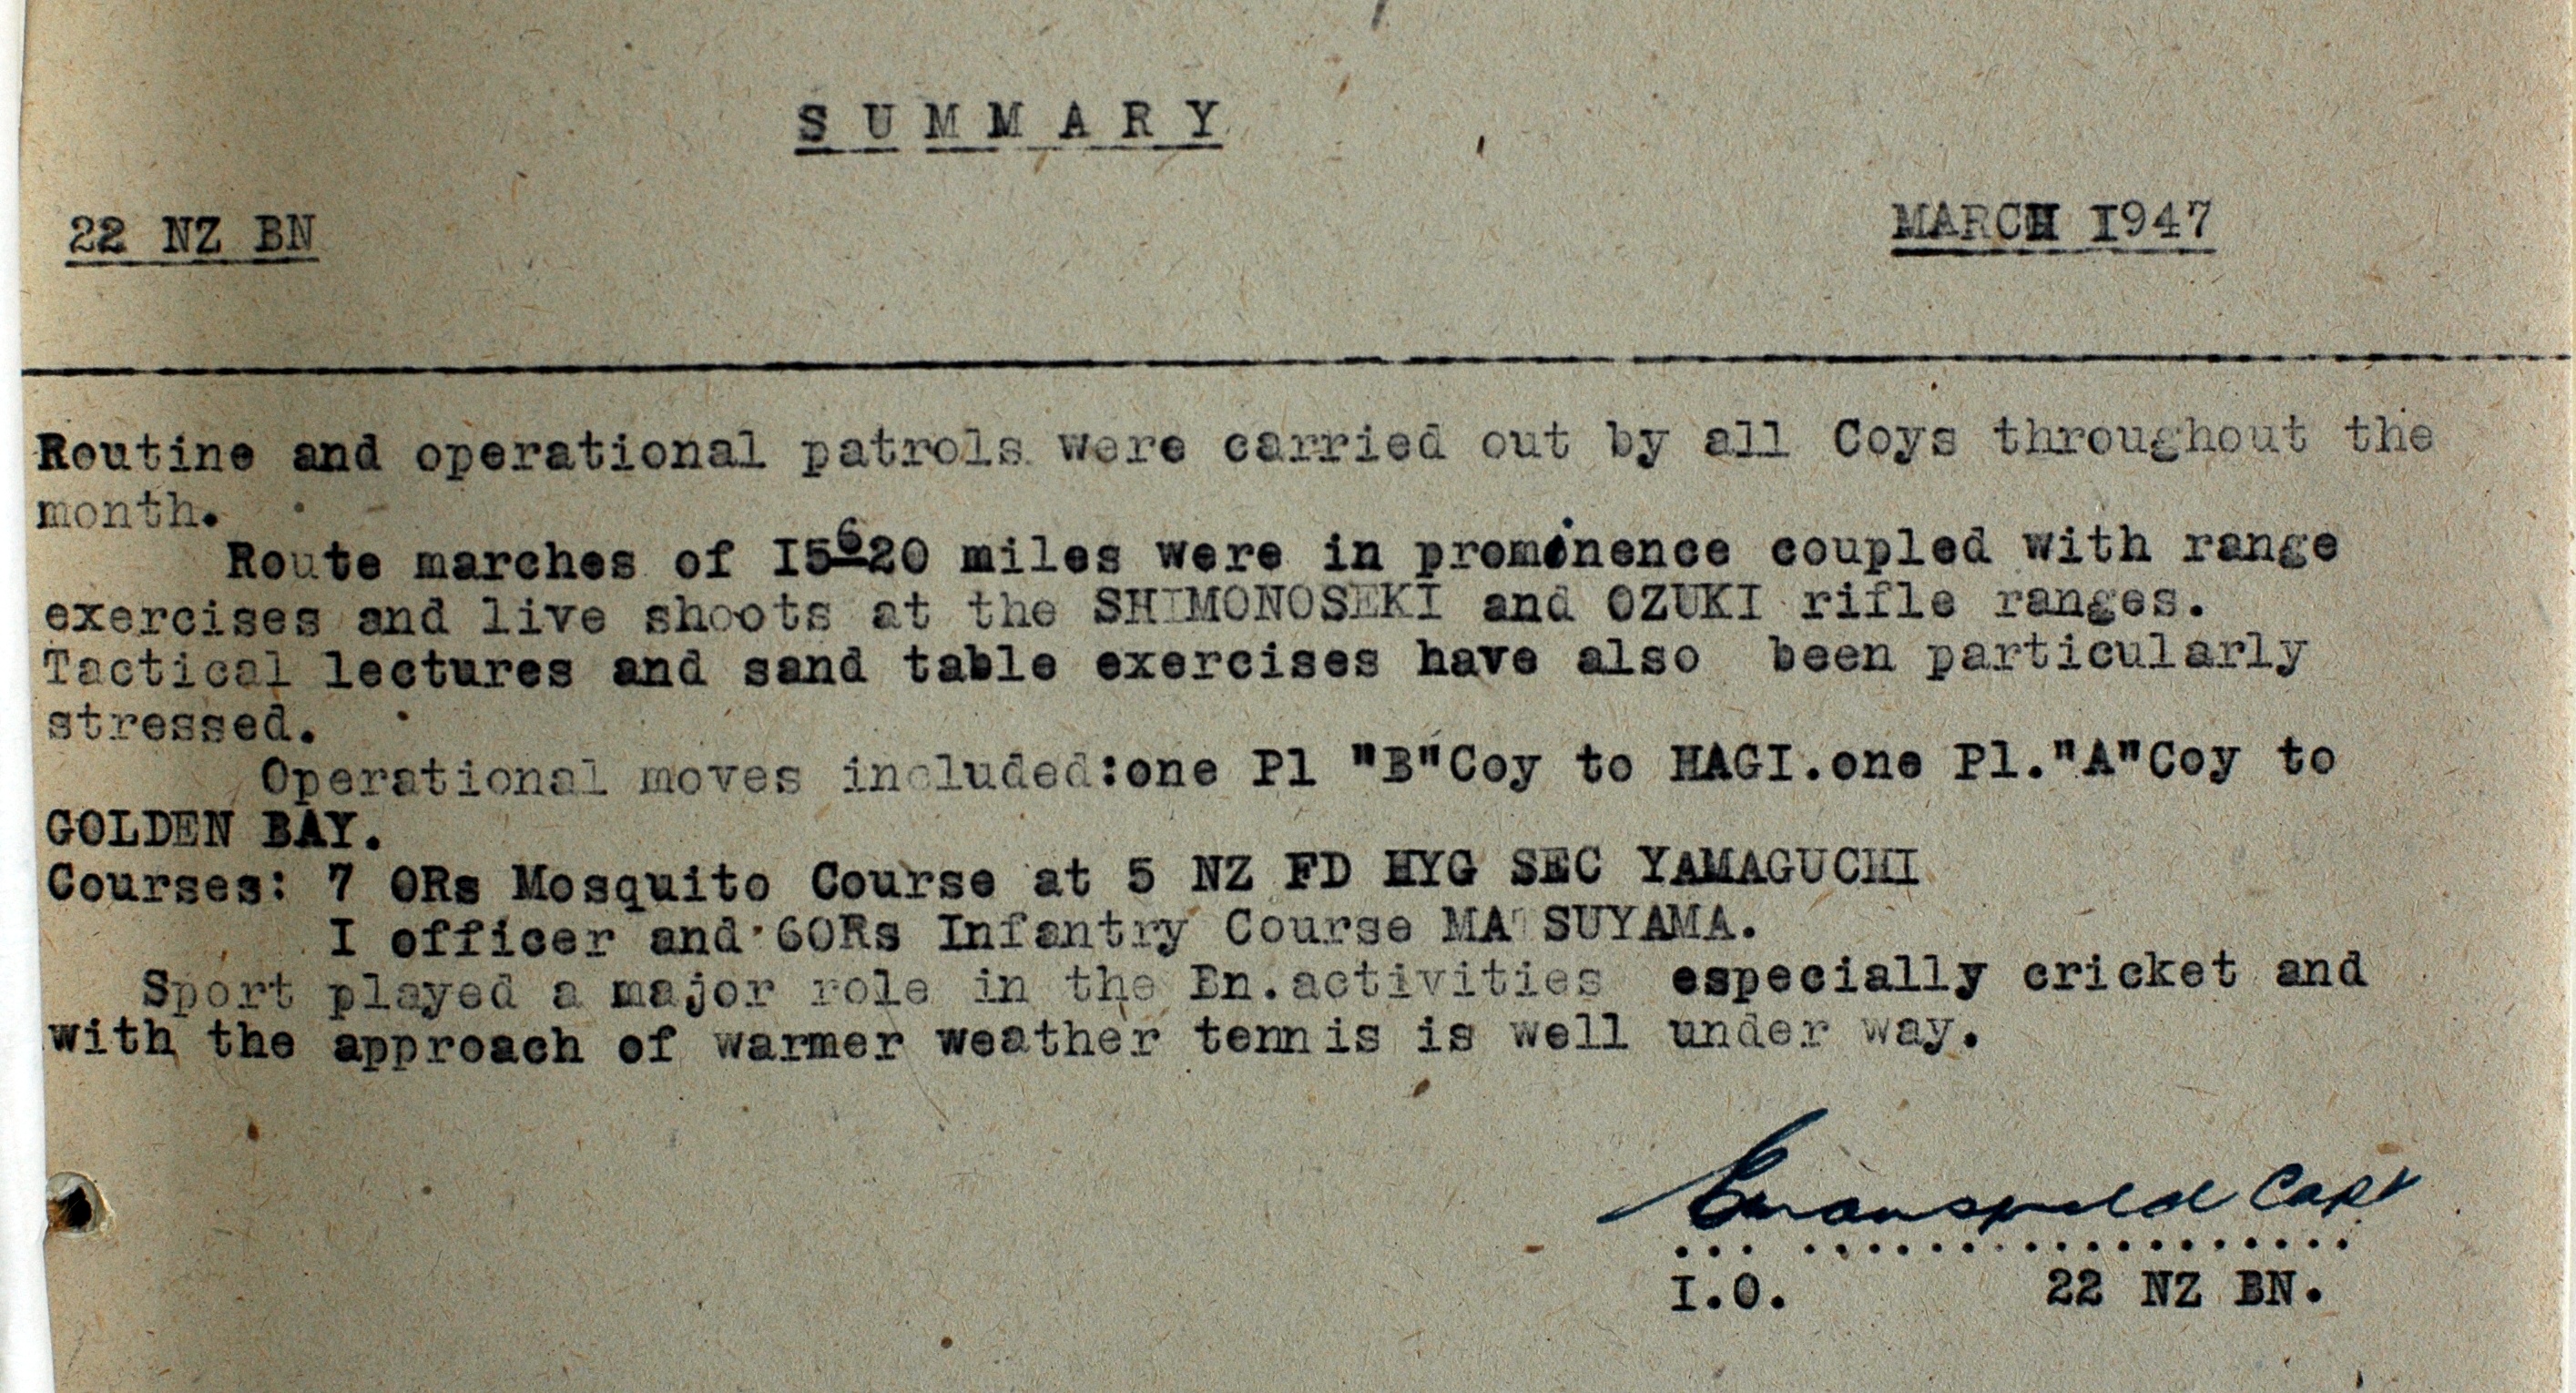 S U M M A R Y
22 NZ BN
MARCH I947
Routine and operational patrols were carried out by all Coys throughout the
month.
Route marches of I5-20 miles were in prominence coupled with range
exercises and live shoots at the SHIMONOSEKI and OZUKI rifle ranges.
Tactical lectures and sand table exercises have also been particularly
stressed.
Operational moves included:one Pl "B"Coy to HAGI.one Pl."A"Coy to
GOLDEN BAY.
Courses: 7 ORs Mosquito Course at 5 NZ FD HYG SEC YAMAGUCHI
I officer and 6ORs Infantry Course MATSUYAMA.
Sport played a major role in the Bn.activities especially cricket and
with the approach of warmer weather tennis is well under way.
Capt
I.O. 22 NZ BN.